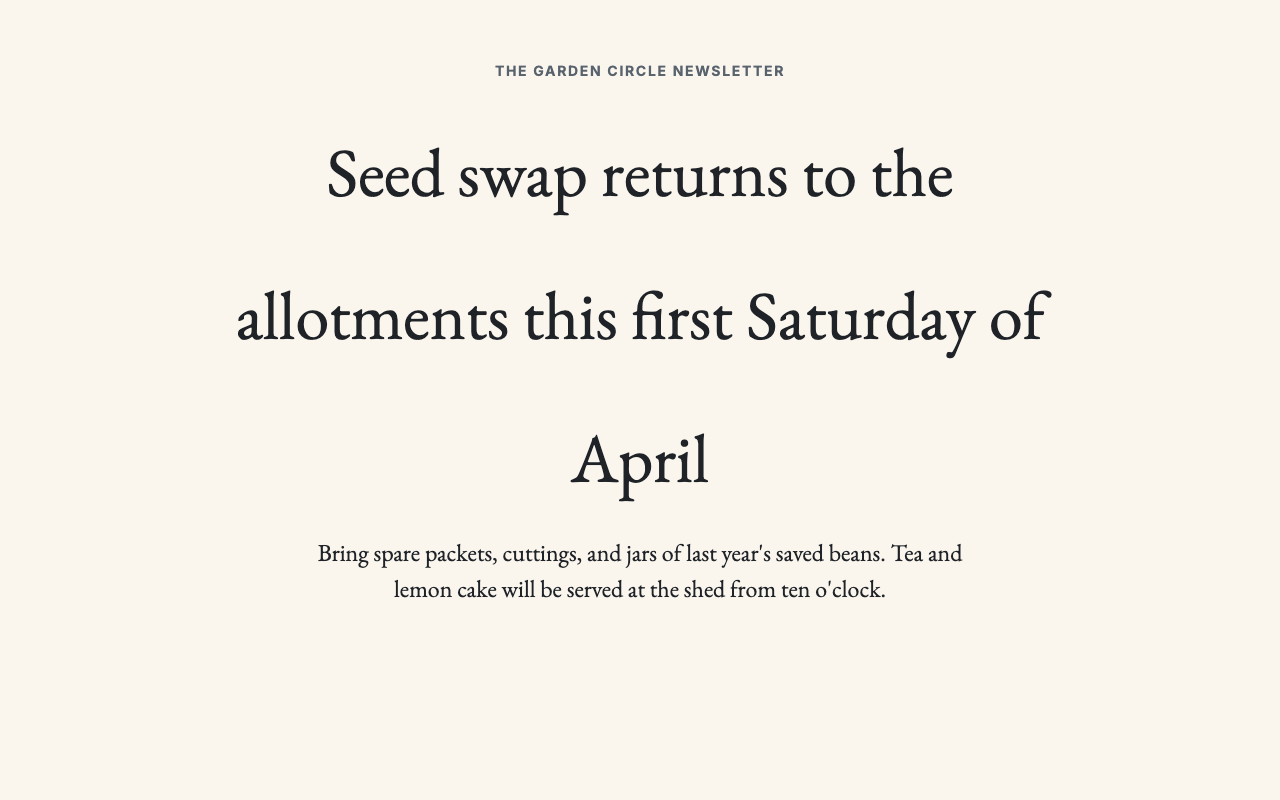 THE GARDEN CIRCLE NEWSLETTER
Seed swap returns to the
allotments this first Saturday of
April
Bring spare packets, cuttings, and jars of last year's saved beans. Tea and
lemon cake will be served at the shed from ten o'clock.